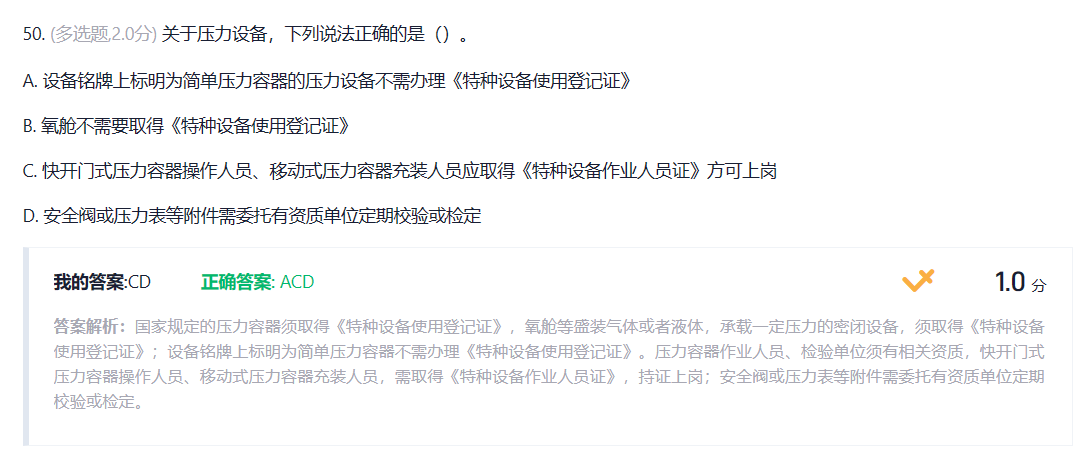 50. (多选题,2.0分) 关于压力设备，下列说法正确的是（）。
A. 设备铭牌上标明为简单压力容器的压力设备不需办理《特种设备使用登记证》
B. 氧舱不需要取得《特种设备使用登记证》
C. 快开门式压力容器操作人员、移动式压力容器充装人员应取得《特种设备作业人员证》方可上岗
D. 安全阀或压力表等附件需委托有资质单位定期校验或检定
我的答案:CD 正确答案: ACD 1.0 分
答案解析：国家规定的压力容器须取得《特种设备使用登记证》，氧舱等盛装气体或者液体，承载一定压力的密闭设备，须取得《特种设备
使用登记证》；设备铭牌上标明为简单压力容器不需办理《特种设备使用登记证》。压力容器作业人员、检验单位须有相关资质，快开门式
压力容器操作人员、移动式压力容器充装人员，需取得《特种设备作业人员证》，持证上岗；安全阀或压力表等附件需委托有资质单位定期
校验或检定。